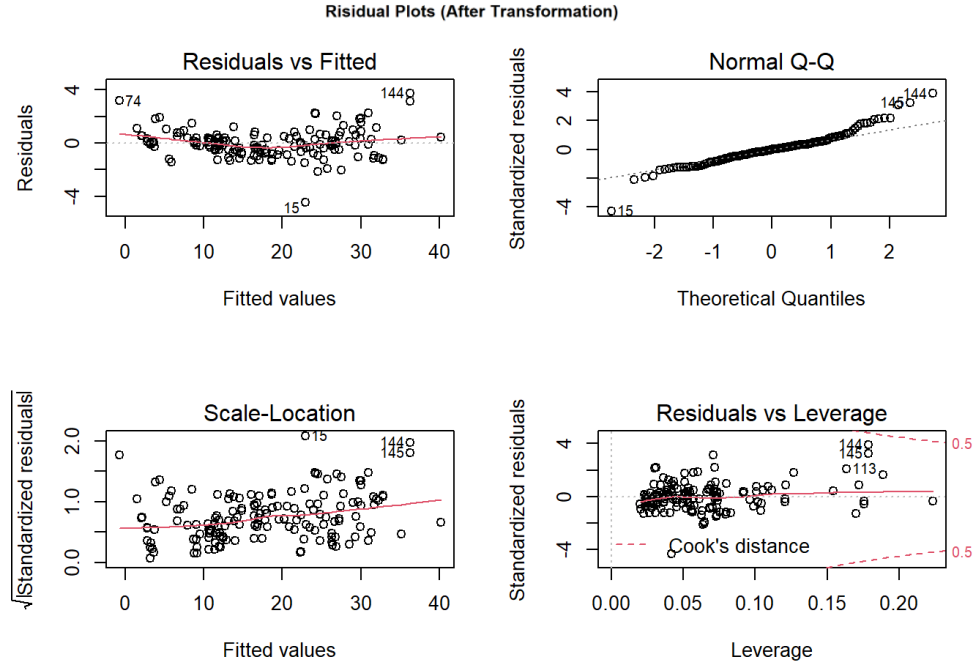 Risidual Plots (After Transformation)
Residuals vs Fitted
Residuals
4
0
-4
74
144
15
0 10 20 30 40
Fitted values
Normal Q-Q
Standardized residuals
4
2
0
-4
145
144
15
-2 -1 0 1 2
Theoretical Quantiles
Scale-Location
√|Standardized residuals|
2.0
1.0
0.0
15
144
145
0 10 20 30 40
Fitted values
Residuals vs Leverage
Standardized residuals
4
0
-4
144
145
113
0.5
0.5
Cook's distance
0.00 0.05 0.10 0.15 0.20
Leverage